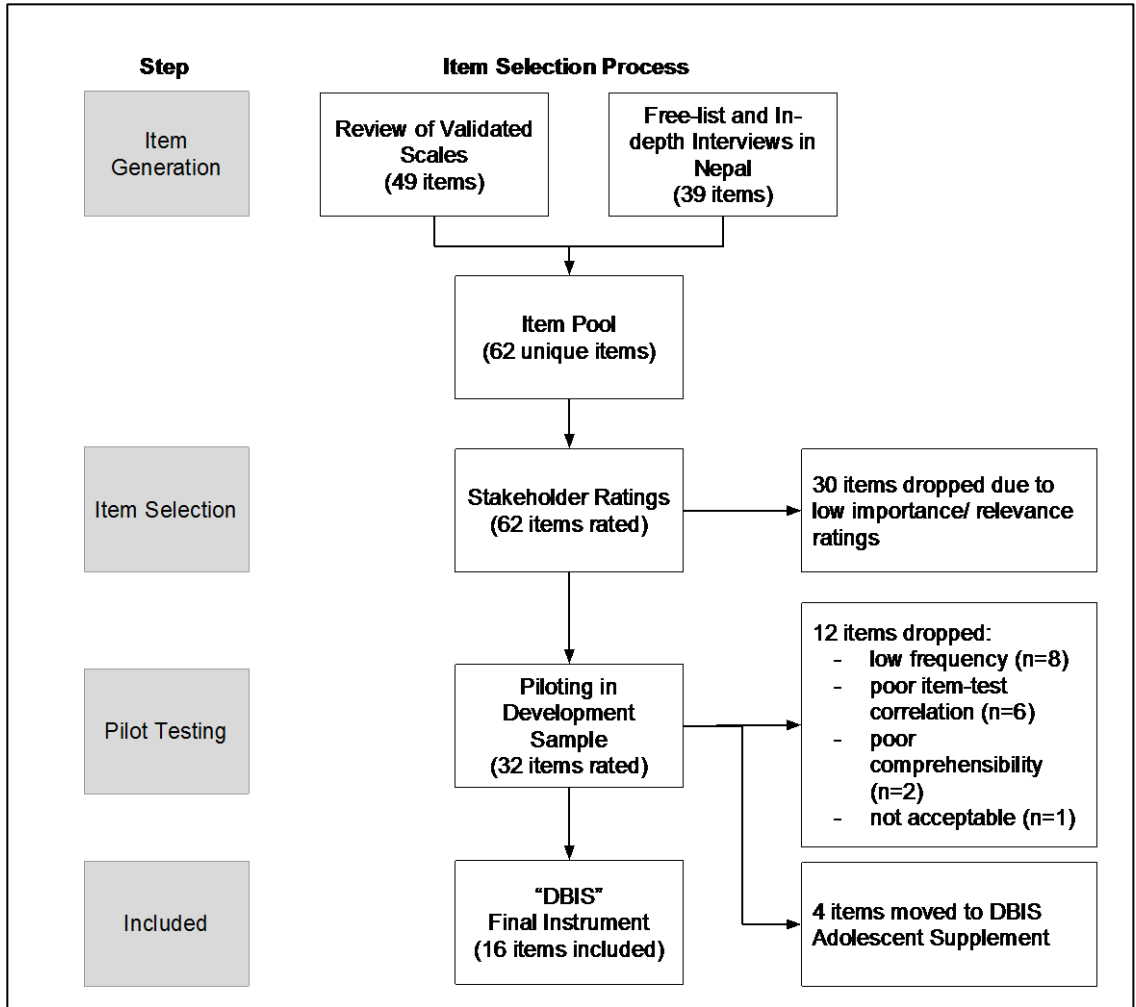 Step
Item Selection Process
Item
Generation
Review of Validated
Scales
(49 items)
Free-list and In-
depth Interviews in
Nepal
(39 items)
Item Pool
(62 unique items)
Item Selection
Stakeholder Ratings
(62 items rated)
30 items dropped due to
low importance/ relevance
ratings
Pilot Testing
Piloting in
Development
Sample
(32 items rated)
12 items dropped:
- low frequency (n=8)
- poor item-test
correlation (n=6)
- poor
comprehensibility
(n=2)
- not acceptable (n=1)
Included
“DBIS”
Final Instrument
(16 items included)
4 items moved to DBIS
Adolescent Supplement